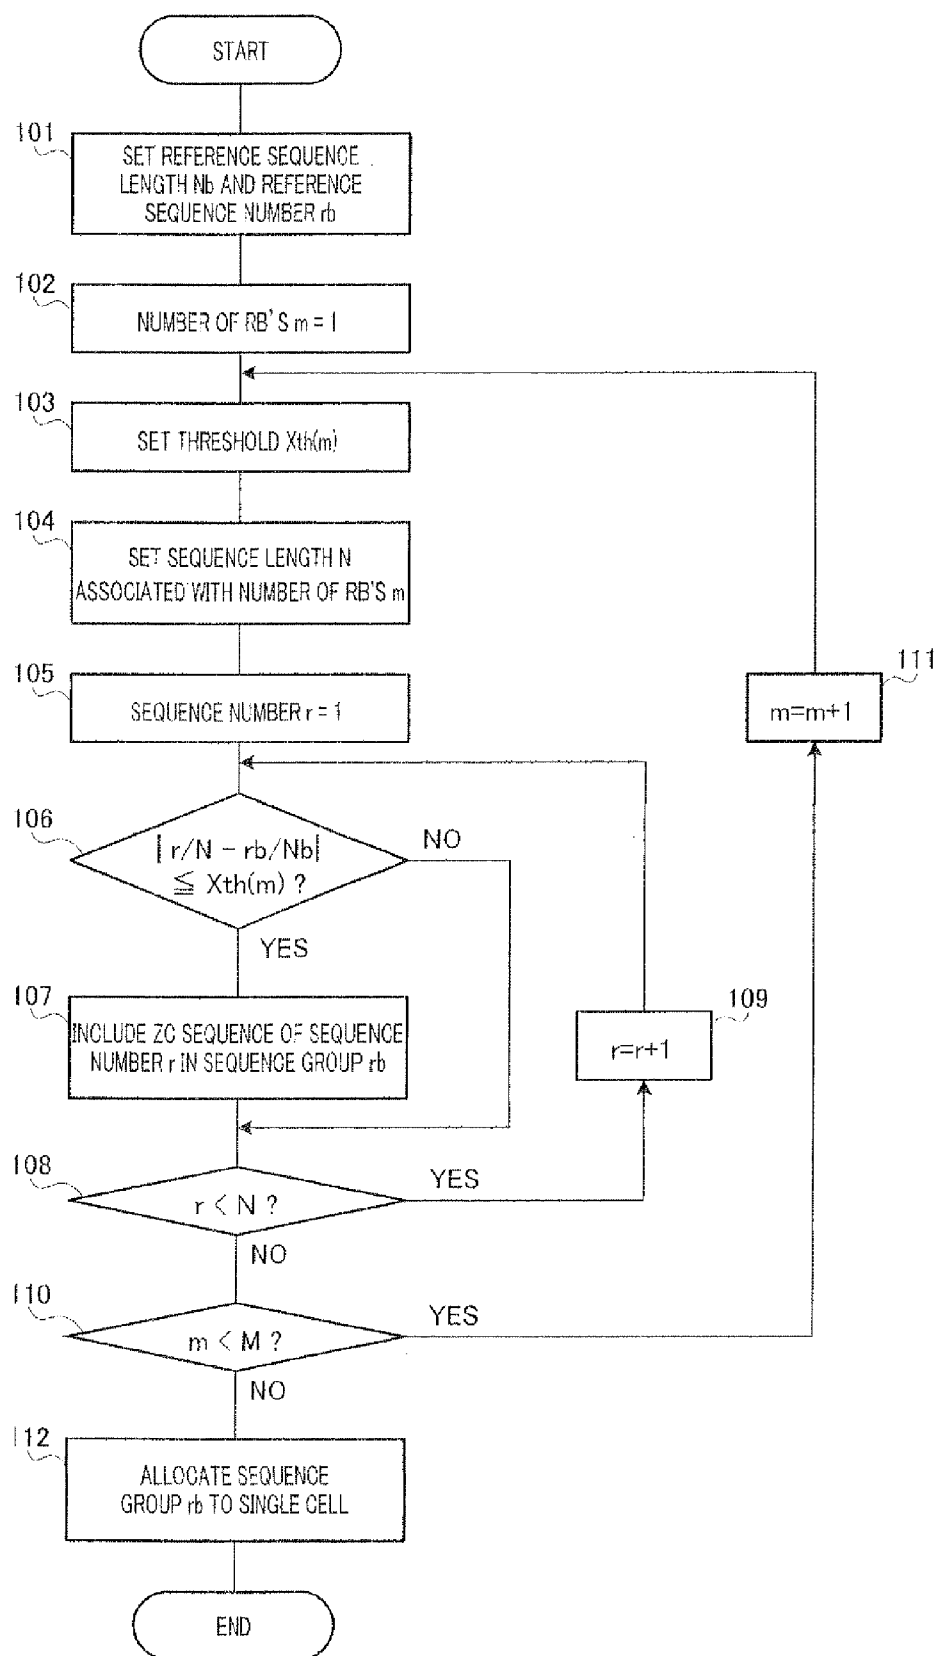 START
101
SET REFERENCE SEQUENCE
LENGTH Nb AND REFERENCE
SEQUENCE NUMBER rb
102
NUMBER OF RB'S m = 1
103
SET THRESHOLD Xth(m)
104
SET SEQUENCE LENGTH N
ASSOCIATED WITH NUMBER OF RB'S m
105
SEQUENCE NUMBER r = 1
111
m=m+1
106
| r/N - rb/Nb|
≦ Xth(m) ?
NO
YES
107
INCLUDE ZC SEQUENCE OF SEQUENCE
NUMBER r IN SEQUENCE GROUP rb
109
r=r+1
108
r < N ?
YES
NO
110
m < M ?
YES
NO
112
ALLOCATE SEQUENCE
GROUP rb TO SINGLE CELL
END